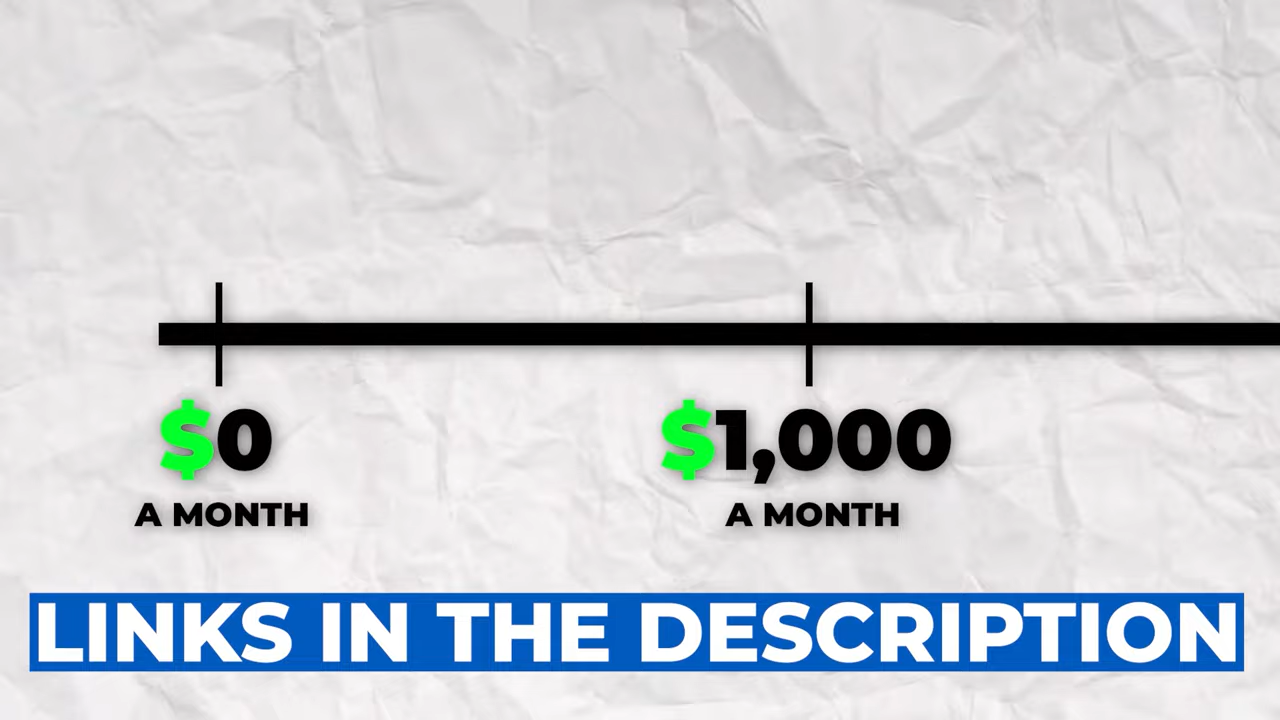 $0
$1,000
A MONTH
A MONTH
LINKS IN THE DESCRIPTION